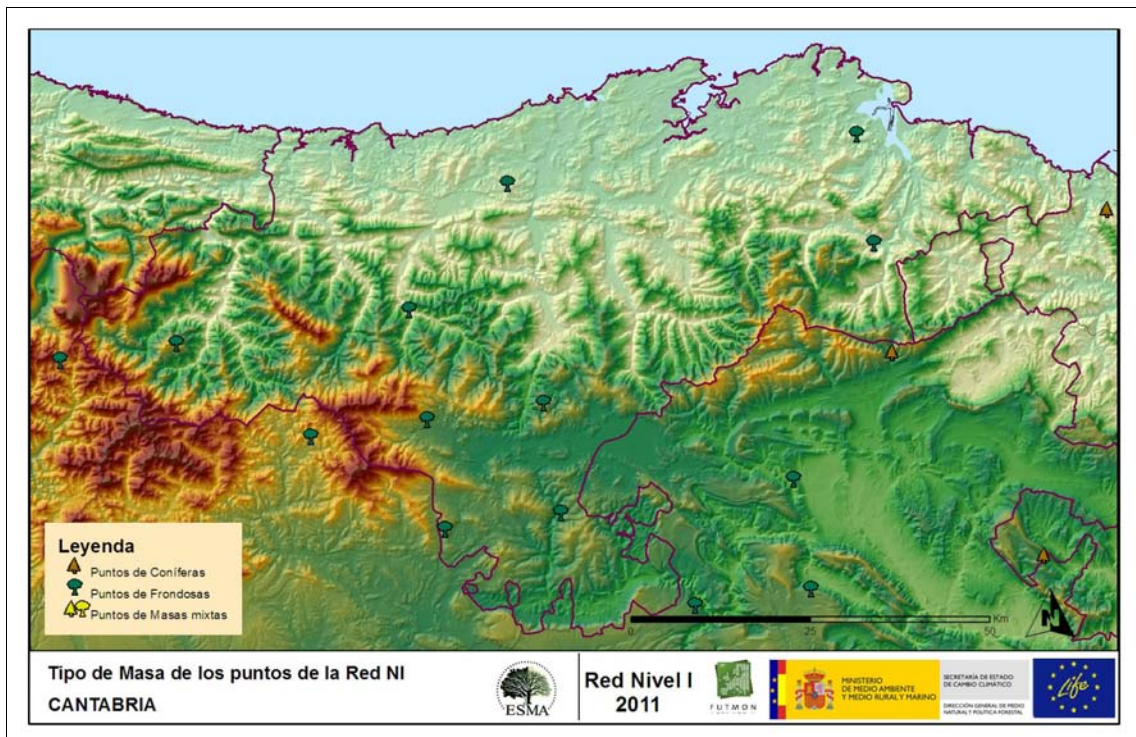 Leyenda
Puntos de Coníferas
Puntos de Frondosas
Puntos de Masas mixtas
Km
0 25 50
N
Tipo de Masa de los puntos de la Red NI
CANTABRIA
ESMA
Red Nivel I
2011
FUTMON
MINISTERIO
DE MEDIO AMBIENTE
Y MEDIO RURAL Y MARINO
SECRETARÍA DE ESTADO
DE CAMBIO CLIMÁTICO
DIRECCIÓN GENERAL DE MEDIO
NATURAL Y POLÍTICA FORESTAL
Life